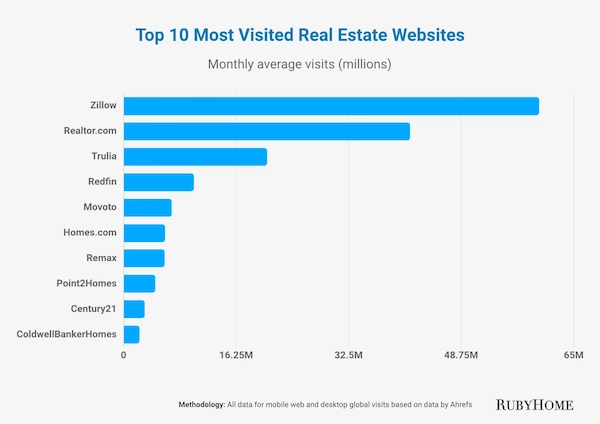 Top 10 Most Visited Real Estate Websites
Monthly average visits (millions)
Zillow
Realtor.com
Trulia
Redfin
Movoto
Homes.com
Remax
Point2Homes
Century21
ColdwellBankerHomes
0 16.25M 32.5M 48.75M 65M
Methodology: All data for mobile web and desktop global visits based on data by Ahrefs
RUBYHOME